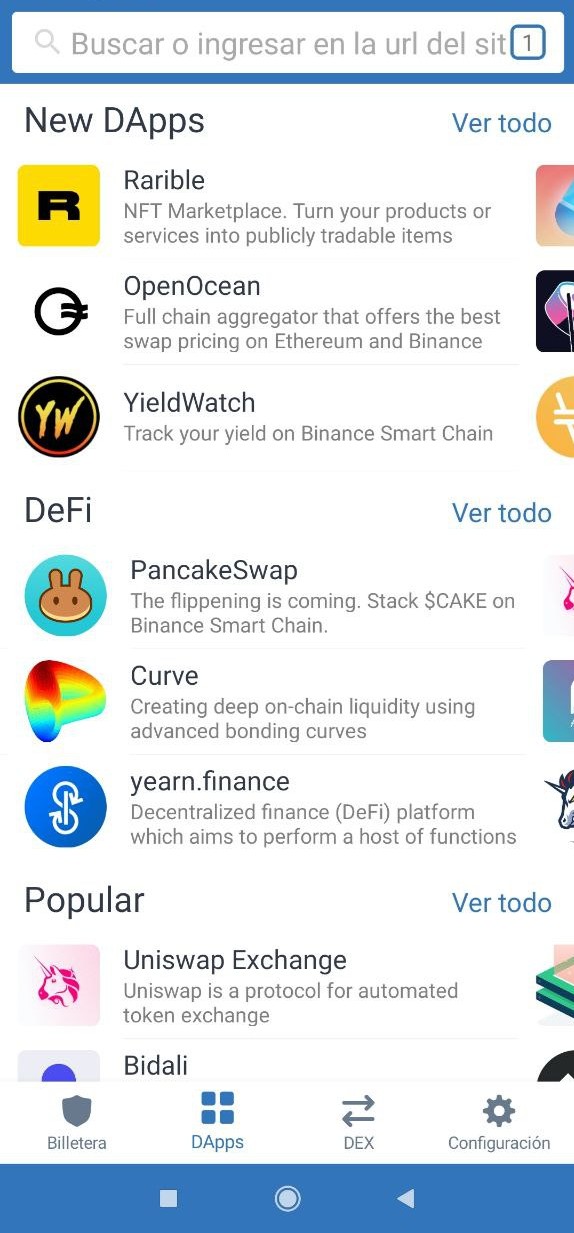 Buscar o ingresar en la url del sit
1
New DApps
Ver todo
R
Rarible
NFT Marketplace. Turn your products or
services into publicly tradable items
OpenOcean
Full chain aggregator that offers the best
swap pricing on Ethereum and Binance
YW
YieldWatch
Track your yield on Binance Smart Chain
DeFi
Ver todo
PancakeSwap
The flippening is coming. Stack $CAKE on
Binance Smart Chain.
Curve
Creating deep on-chain liquidity using
advanced bonding curves
yearn.finance
Decentralized finance (DeFi) platform
which aims to perform a host of functions
Popular
Ver todo
Uniswap Exchange
Uniswap is a protocol for automated
token exchange
Bidali
Billetera
DApps
DEX
Configuración